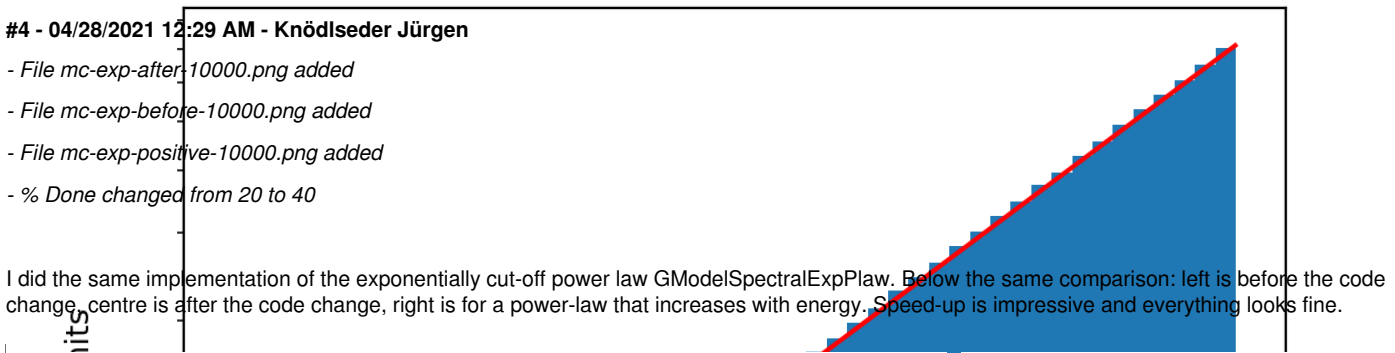 #4 - 04/28/2021 12:29 AM - Knödlseder Jürgen
- File mc-exp-after-10000.png added
- File mc-exp-before-10000.png added
- File mc-exp-positive-10000.png added
- % Done changed from 20 to 40
I did the same implementation of the exponentially cut-off power law GModelSpectralExpPlaw. Below the same comparison: left is before the code
change, centre is after the code change, right is for a power-law that increases with energy. Speed-up is impressive and everything looks fine.